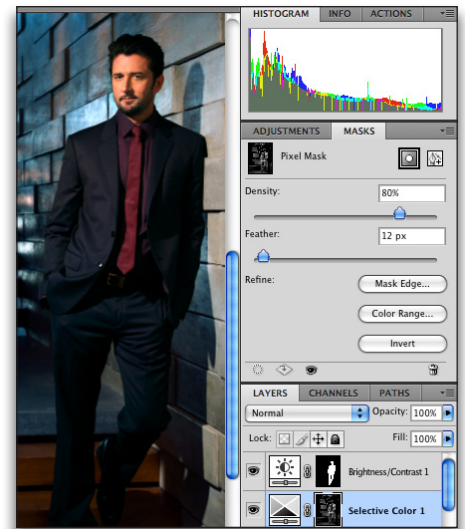 HISTOGRAM INFO ACTIONS
ADJUSTMENTS MASKS
Pixel Mask
Density: 80%
Feather: 12 px
Refine: Mask Edge...
Color Range...
Invert
LAYERS CHANNELS PATHS
Normal Opacity: 100%
Lock: Fill: 100%
Brightness/Contrast 1
Selective Color 1